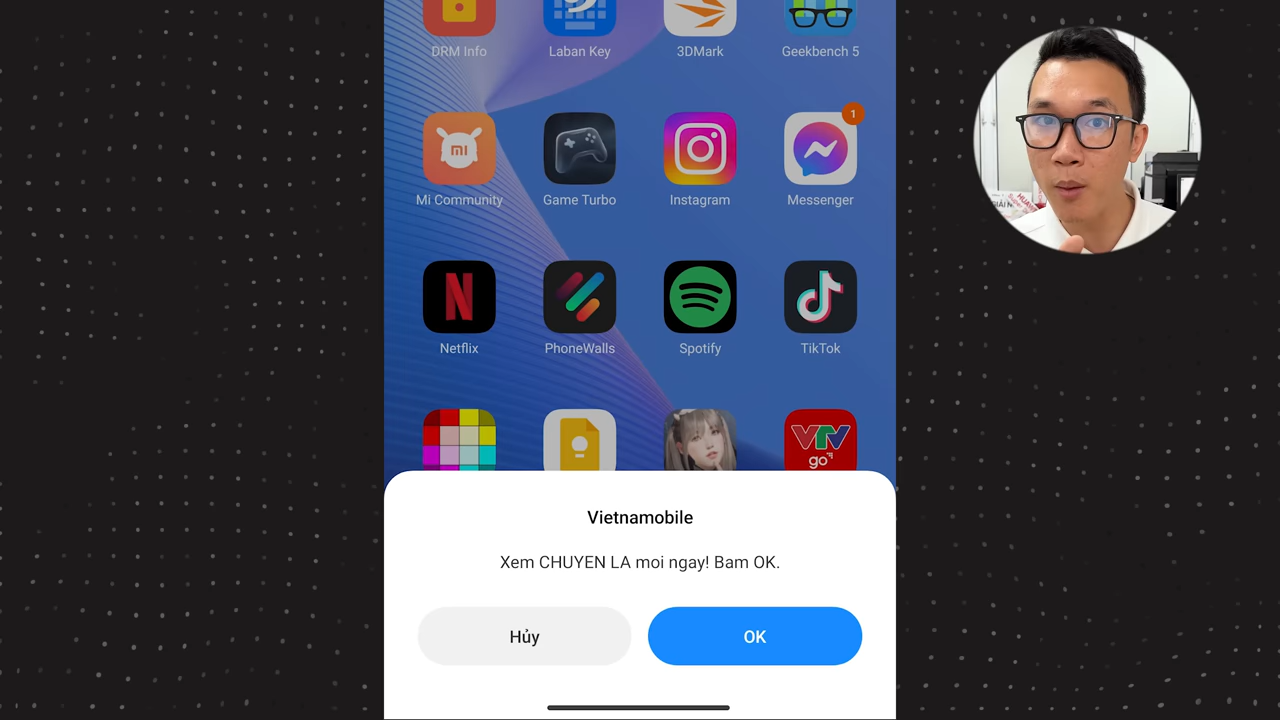 DRM Info
Laban Key
3DMark
Geekbench 5
1
Mi Community
Game Turbo
Instagram
Messenger
N
Netflix
PhoneWalls
Spotify
TikTok
VTV
go
Vietnamobile
Xem CHUYEN LA moi ngay! Bam OK.
Hủy
OK